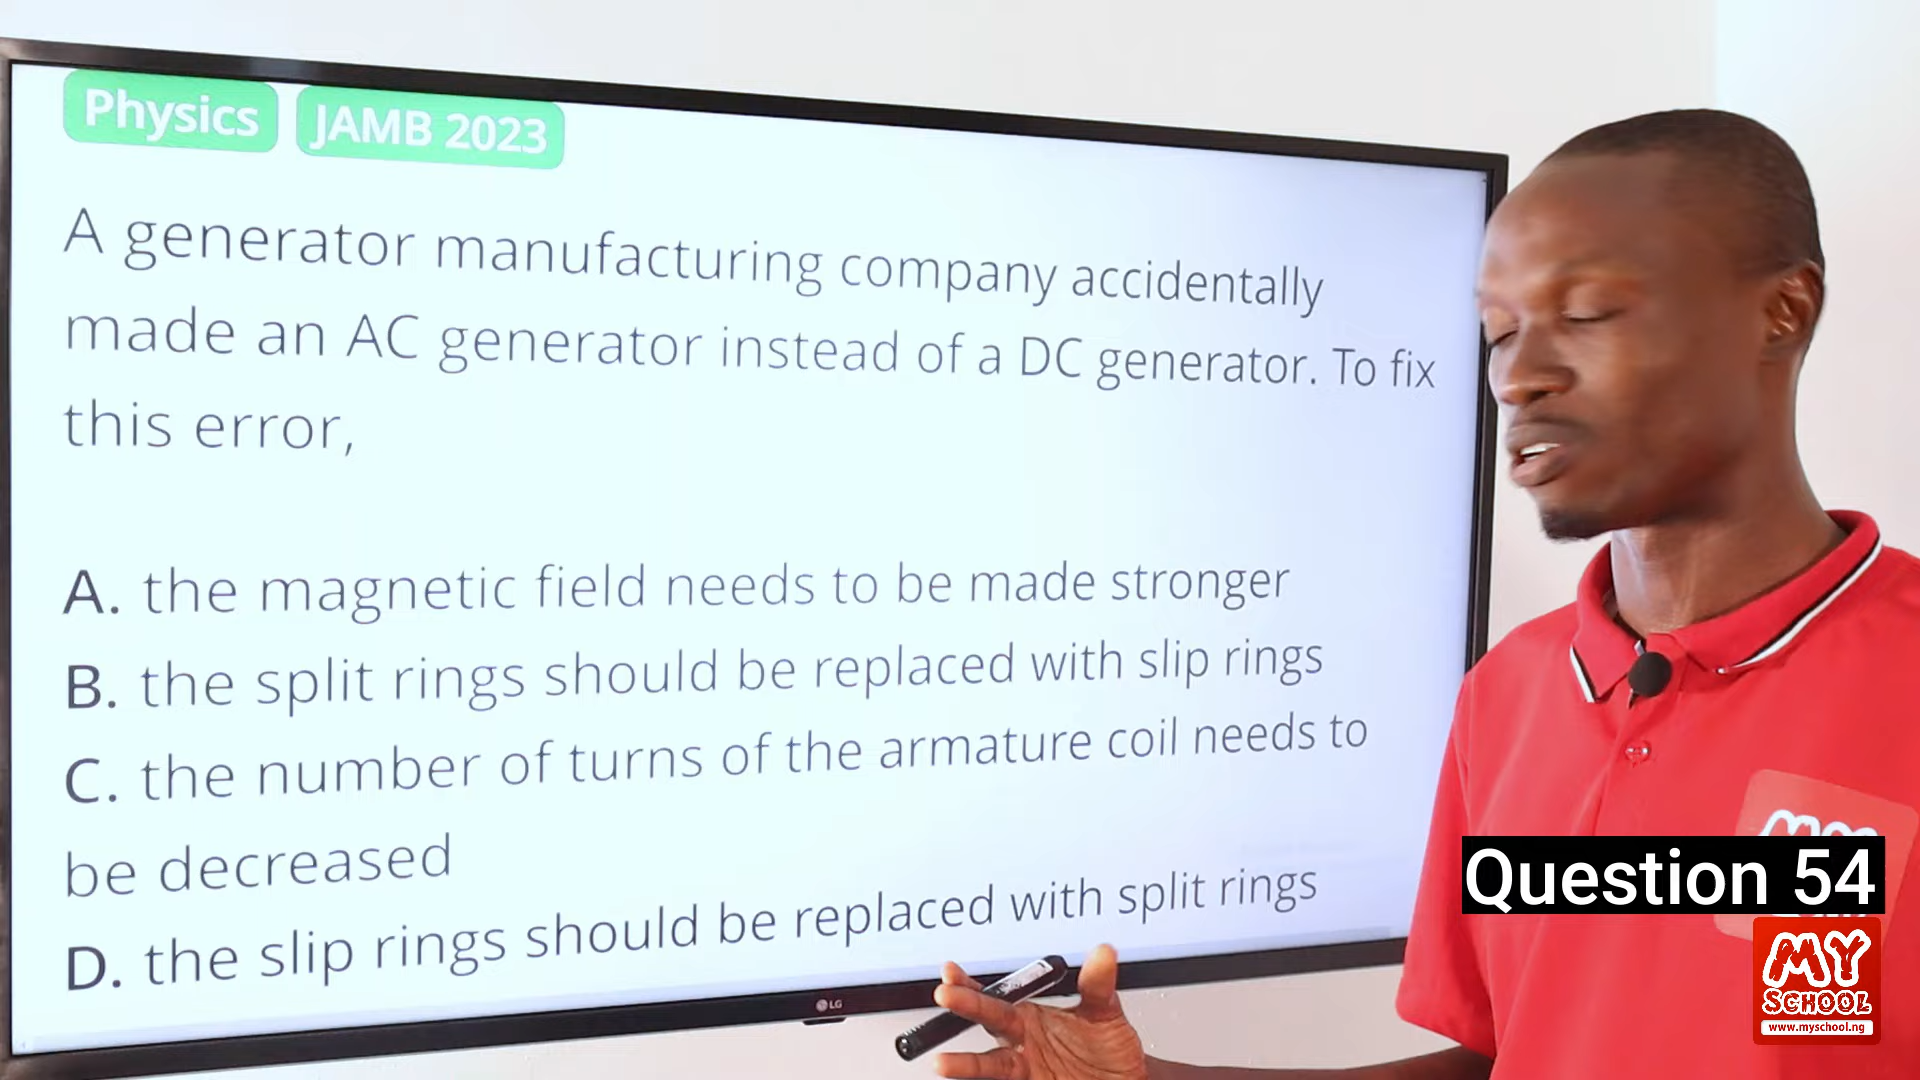 Physics JAMB 2023
A generator manufacturing company accidentally
made an AC generator instead of a DC generator. To fix
this error,
A. the magnetic field needs to be made stronger
B. the split rings should be replaced with slip rings
C. the number of turns of the armature coil needs to
be decreased
D. the slip rings should be replaced with split rings
LG
Question 54
MY
SCHOOL
www.myschool.ng